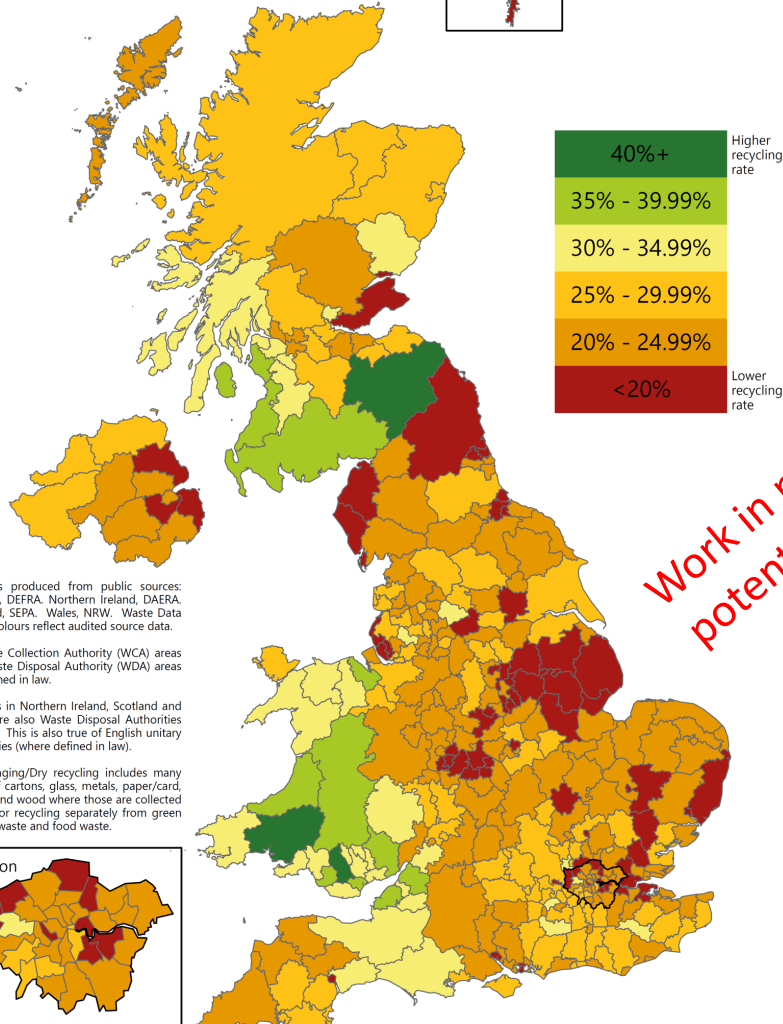 40%+
Higher
recycling
rate
35% - 39.99%
30% - 34.99%
25% - 29.99%
20% - 24.99%
<20%
Lower
recycling
rate
Work in
potent
s produced from public sources:
, DEFRA. Northern Ireland, DAERA.
d, SEPA. Wales, NRW. Waste Data
olours reflect audited source data.
e Collection Authority (WCA) areas
ste Disposal Authority (WDA) areas
ned in law.
s in Northern Ireland, Scotland and
re also Waste Disposal Authorities
This is also true of English unitary
ies (where defined in law).
ging/Dry recycling includes many
f cartons, glass, metals, paper/card,
nd wood where those are collected
or recycling separately from green
waste and food waste.
on